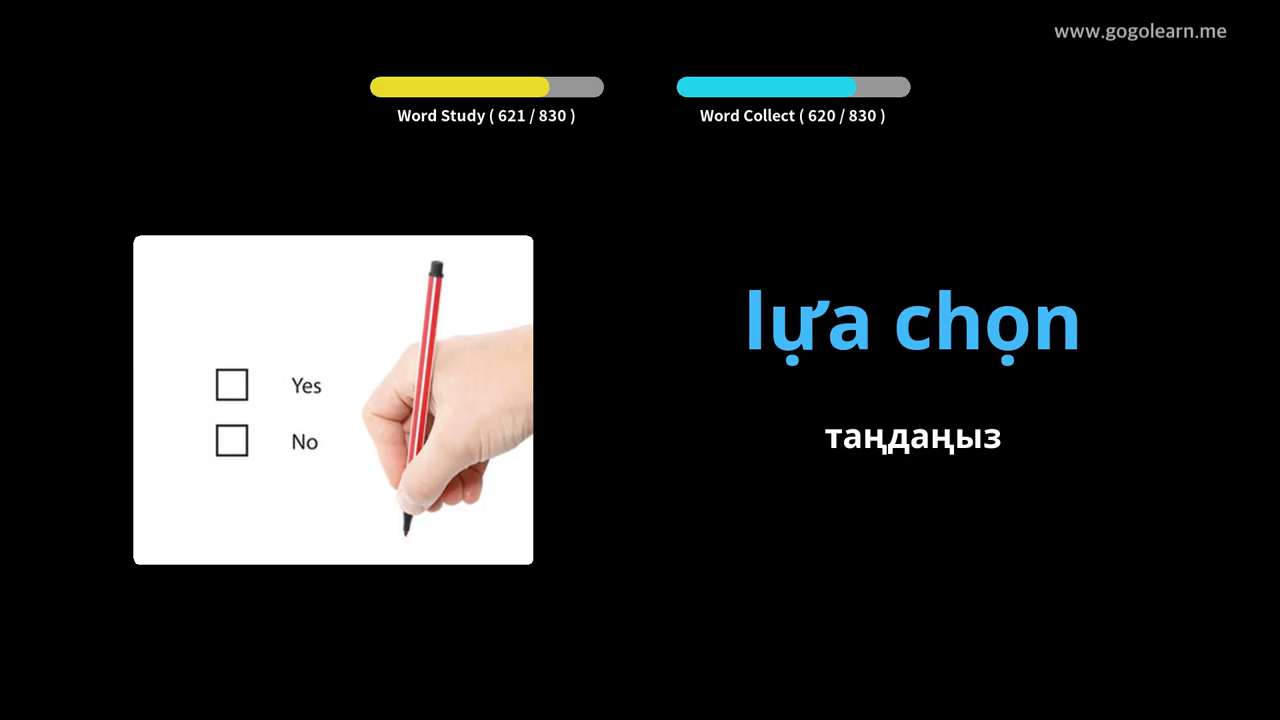 www.gogolearn.me
Word Study ( 621 / 830 )
Word Collect ( 620 / 830 )
Yes
No
lựa chọn
таңдаңыз